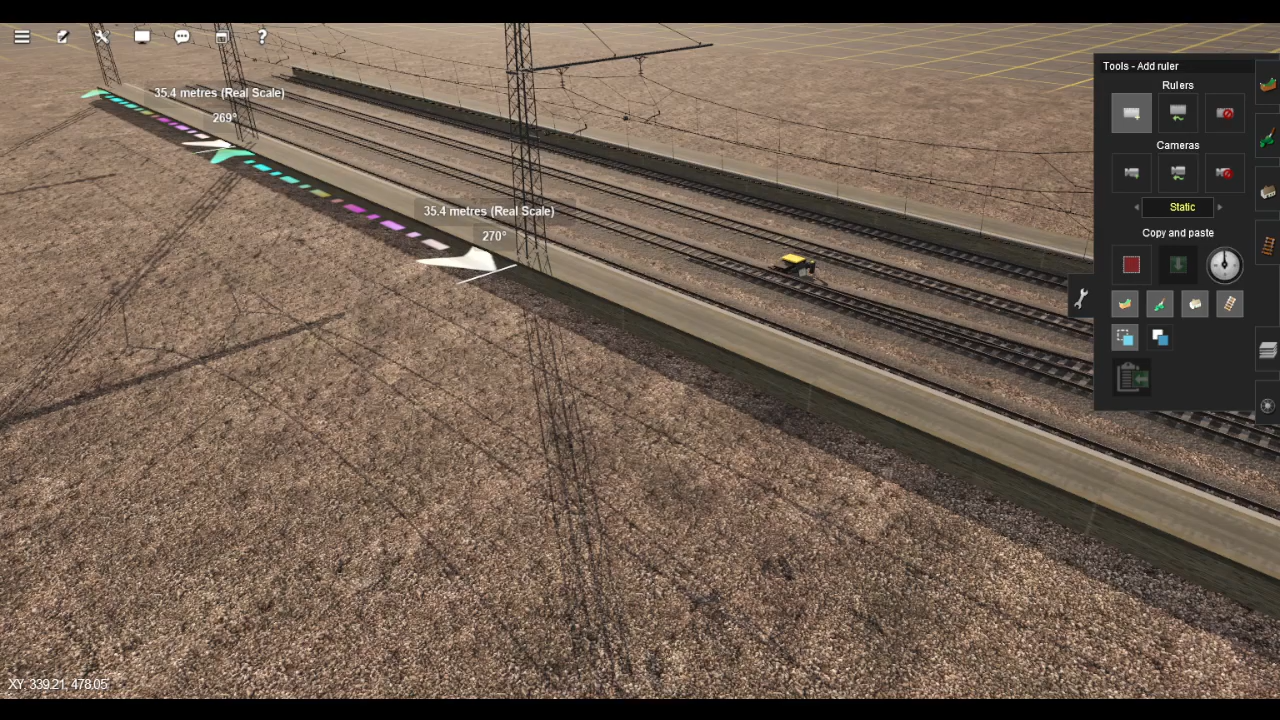 ?
Tools - Add ruler
Rulers
35.4 metres (Real Scale)
269°
Cameras
Static
35.4 metres (Real Scale)
270°
Copy and paste
XY: 339.21, 478.05